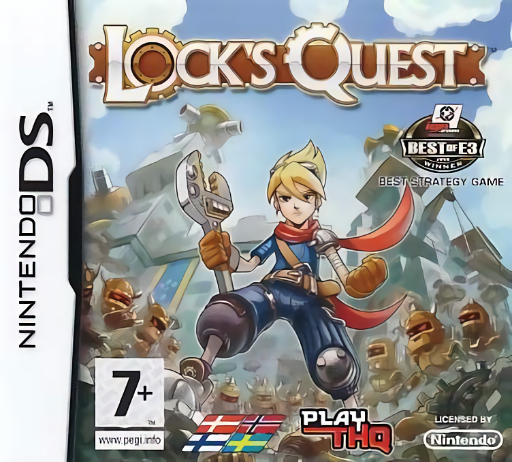 LOCK'S QUEST
NINTENDO DS™
BEST OF E3
WINNER
BEST STRATEGY GAME
7+
www.pegi.info
PLAY
THQ
LICENSED BY
Nintendo